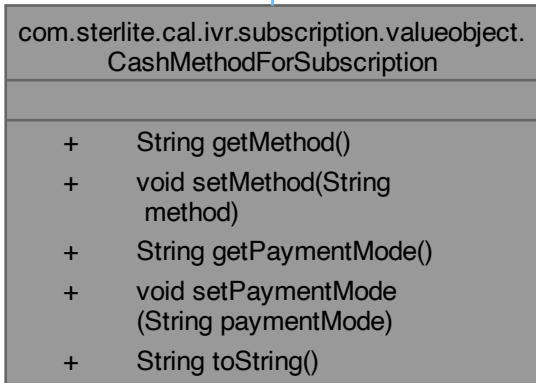 com.sterlite.cal.ivr.subscription.valueobject.
CashMethodForSubscription
+ String getMethod()
+ void setMethod(String
method)
+ String getPaymentMode()
+ void setPaymentMode
(String paymentMode)
+ String toString()